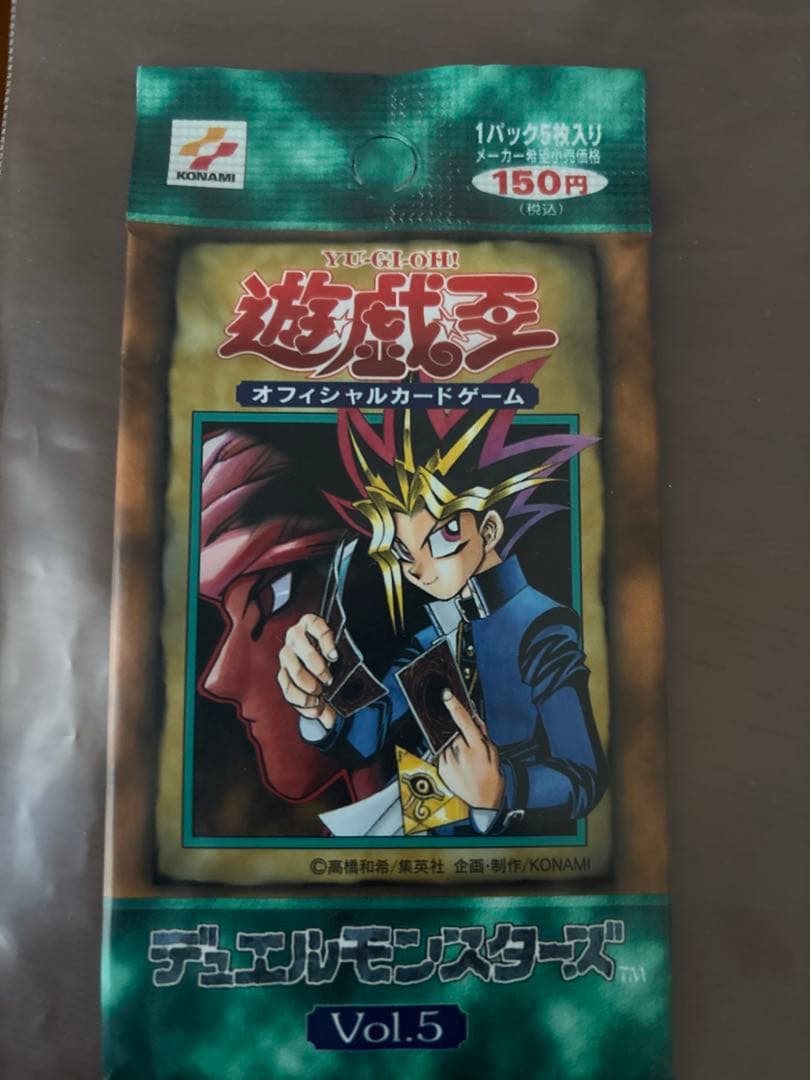 KONAMI
1パック5枚入り
メーカー希望小売価格
150円
(税込)
YU-GI-OH!
遊☆戯☆王
オフィシャルカードゲーム
©高橋和希/集英社 企画・制作/KONAMI
デュエルモンスターズ™
Vol.5